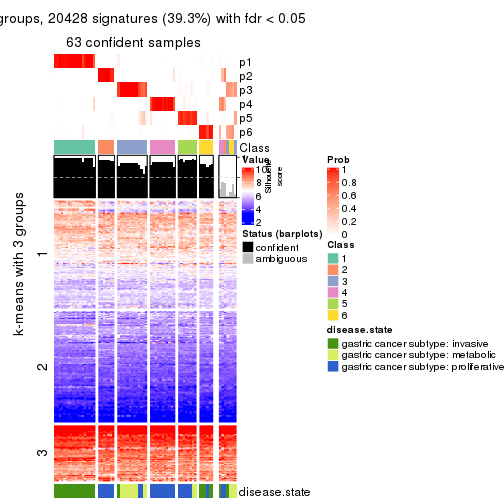 groups, 20428 signatures (39.3%) with fdr < 0.05
63 confident samples
p1
p2
p3
p4
p5
p6
Class
Silhouette score
k-means with 3 groups
1
2
3
disease.state
Value
10
8
6
4
2
Status (barplots)
confident
ambiguous
Prob
1
0.8
0.6
0.4
0.2
0
Class
1
2
3
4
5
6
disease.state
gastric cancer subtype: invasive
gastric cancer subtype: metabolic
gastric cancer subtype: proliferative